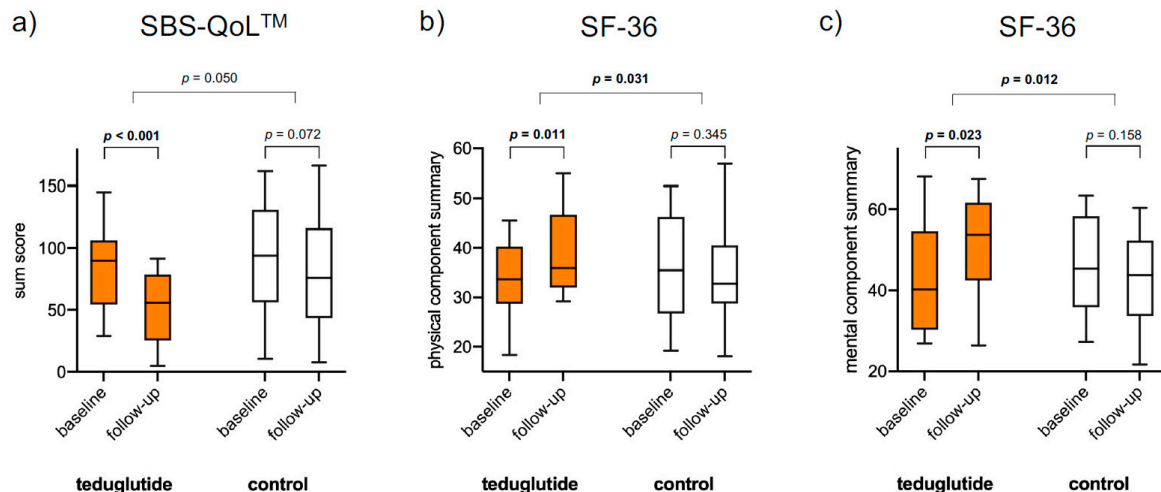 a) SBS-QoL™
p = 0.050
p < 0.001
p = 0.072
sum score
150
100
50
0
baseline
follow-up
baseline
follow-up
teduglutide
control
b) SF-36
p = 0.031
p = 0.011
p = 0.345
physical component summary
60
50
40
30
20
baseline
follow-up
baseline
follow-up
teduglutide
control
c) SF-36
p = 0.012
p = 0.023
p = 0.158
mental component summary
60
40
20
baseline
follow-up
baseline
follow-up
teduglutide
control